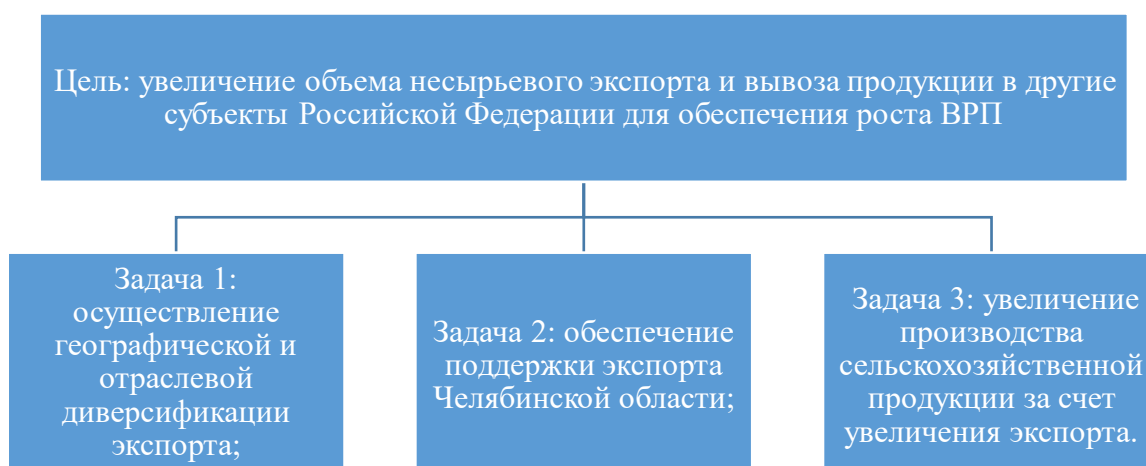 Цель: увеличение объема несырьевого экспорта и вывоза продукции в другие
субъекты Российской Федерации для обеспечения роста ВРП
Задача 1:
осуществление
географической и
отраслевой
диверсификации
экспорта;
Задача 2: обеспечение
поддержки экспорта
Челябинской области;
Задача 3: увеличение
производства
сельскохозяйственной
продукции за счет
увеличения экспорта.